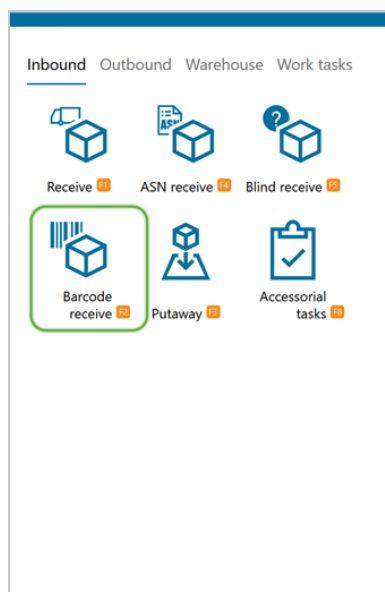 Inbound Outbound Warehouse Work tasks
ASN
?
Receive F1 ASN receive F4 Blind receive F5
Barcode receive F2
Putaway F3
Accessorial tasks F8